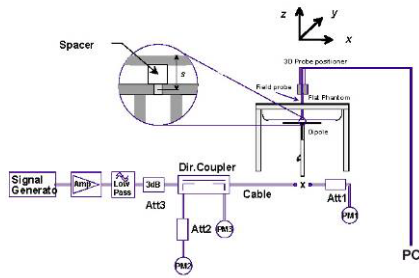 z
y
x
Spacer
s
3D Probe positioner
Field probe
Flat Phantom
Dipole
Signal
Generato
Amp
Low
Pass
3dB
Att3
Dir.Coupler
Cable
x
Att1
PM1
Att2
PM3
PM2
PC